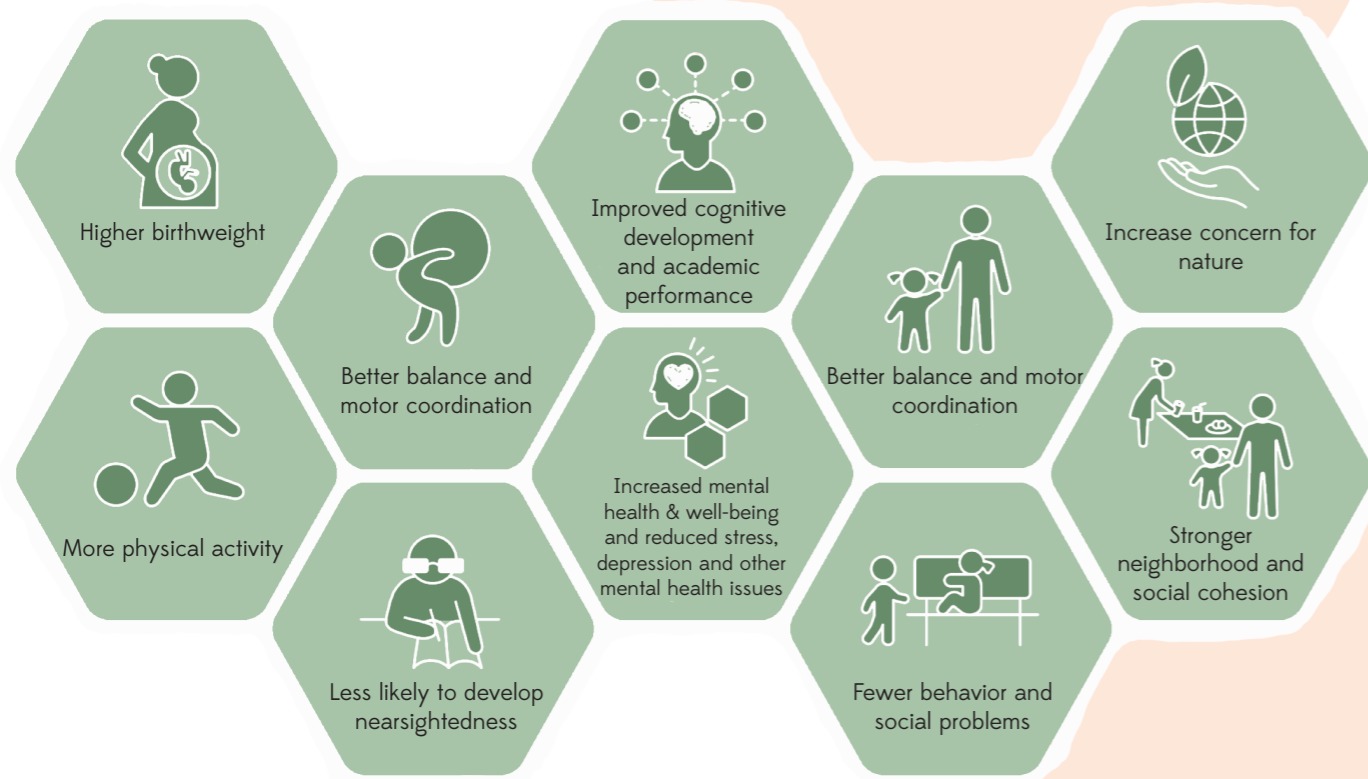 Higher birthweight
Improved cognitive
development
and academic
performance
Increase concern for
nature
Better balance and
motor coordination
Better balance and motor
coordination
More physical activity
Increased mental
health & well-being
and reduced stress,
depression and other
mental health issues
Stronger
neighborhood and
social cohesion
Less likely to develop
nearsightedness
Fewer behavior and
social problems